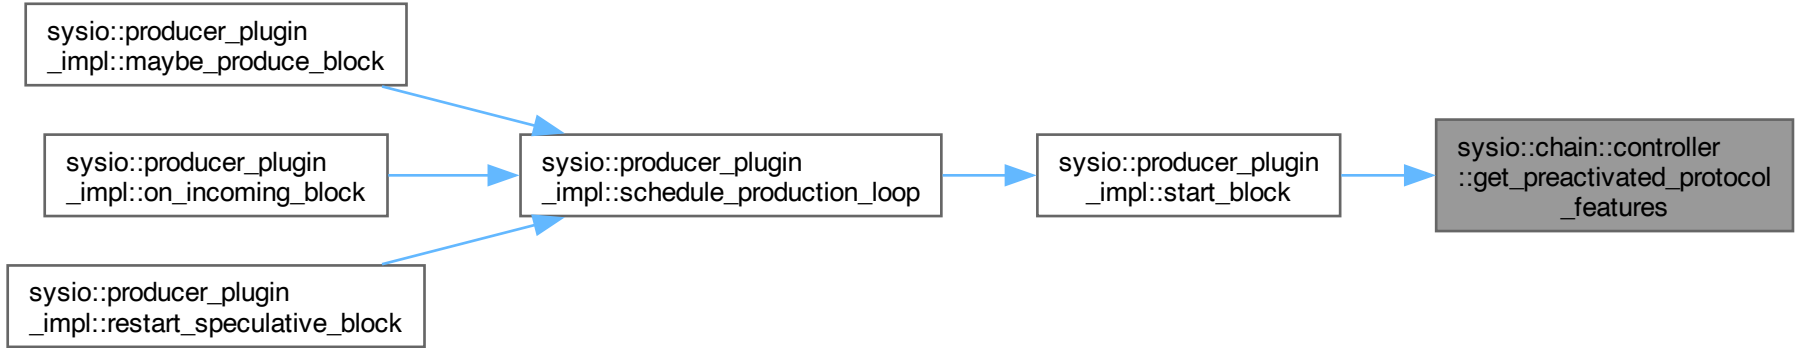 sysio::producer_plugin
_impl::maybe_produce_block
sysio::producer_plugin
_impl::on_incoming_block
sysio::producer_plugin
_impl::restart_speculative_block
sysio::producer_plugin
_impl::schedule_production_loop
sysio::producer_plugin
_impl::start_block
sysio::chain::controller
::get_preactivated_protocol
_features